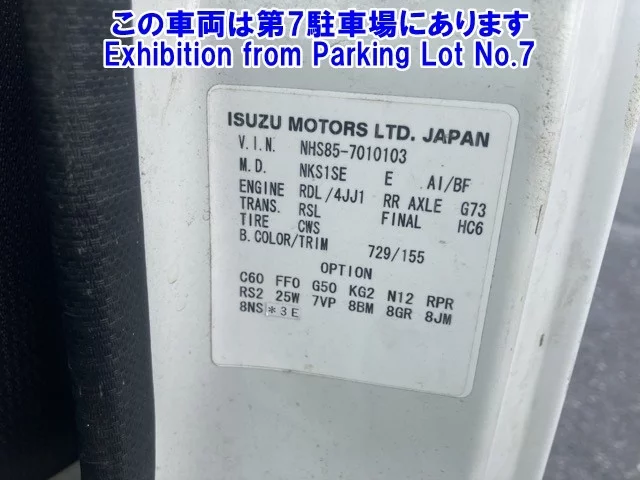 この車両は第7駐車場にあります
Exhibition from Parking Lot No.7
ISUZU MOTORS LTD. JAPAN
V.I.N. NHS85-7010103
M.D. NKS1SE E AI/BF
ENGINE RDL/4JJ1 RR AXLE G73
TRANS. RSL FINAL HC6
TIRE CWS
B.COLOR/TRIM 729/155
OPTION
C60 FF0 G50 KG2 N12 RPR
RS2 25W 7VP 8BM 8GR 8JM
8NS *3E